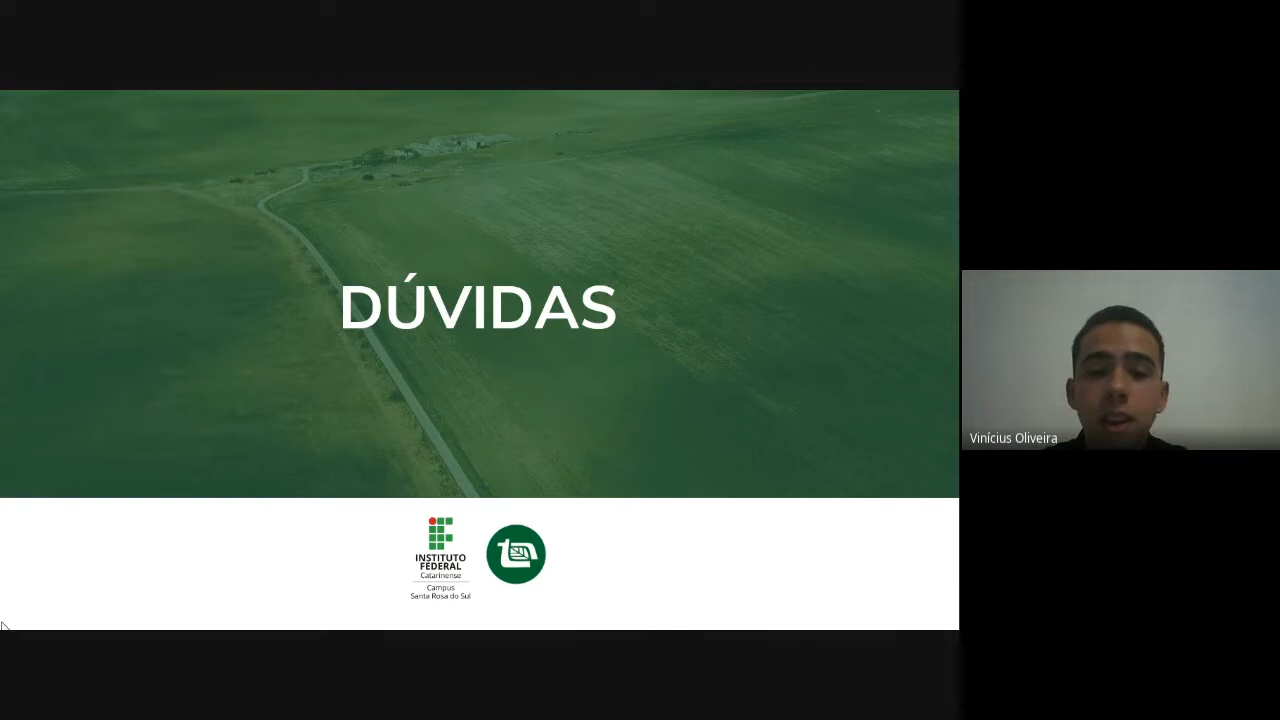 DÚVIDAS
INSTITUTO
FEDERAL
Catarinense
Campus
Santa Rosa do Sul
Vinícius Oliveira